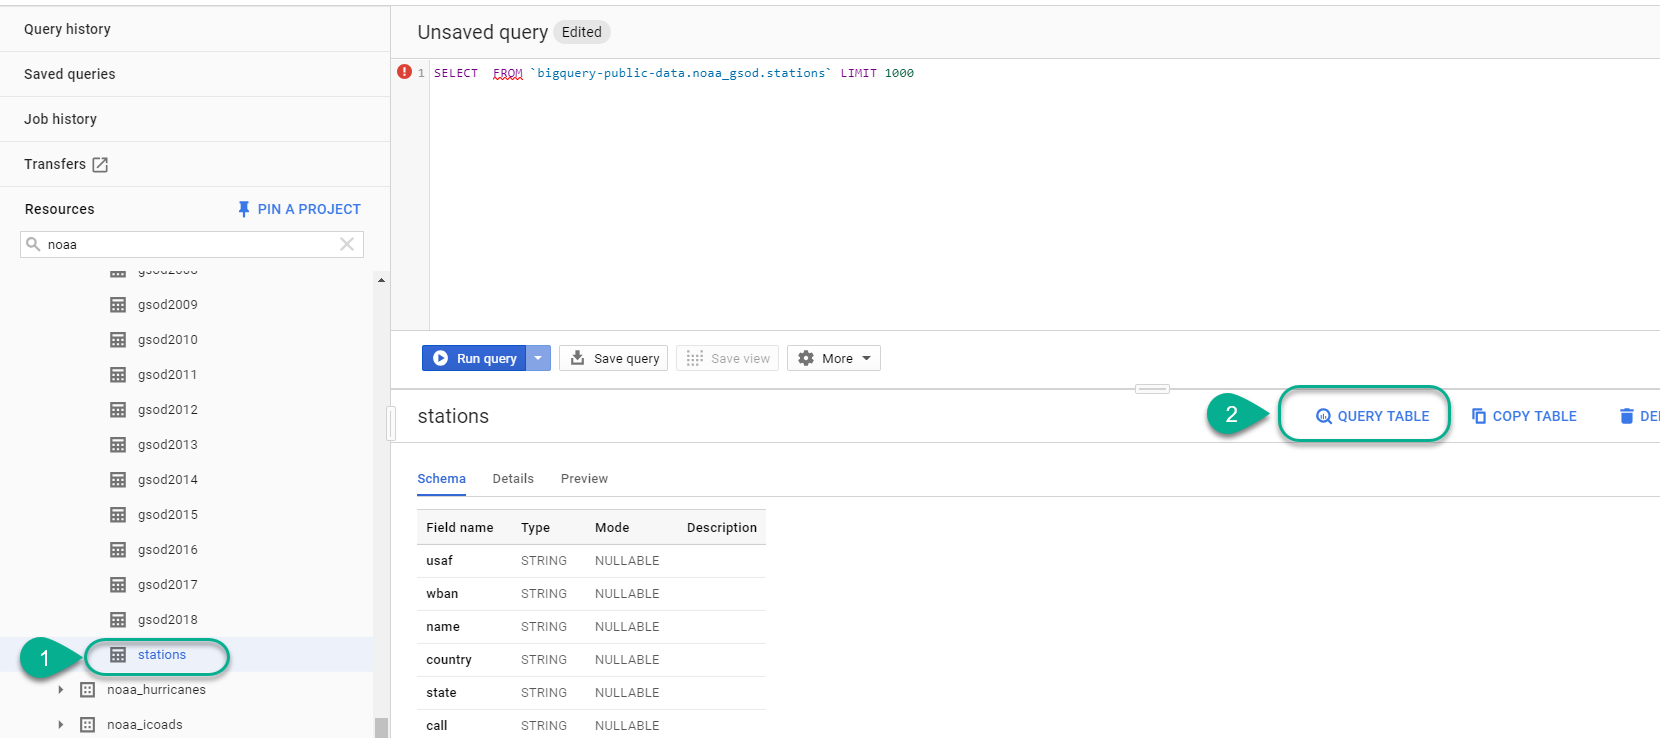 Query history
Saved queries
Job history
Transfers
Resources PIN A PROJECT
noaa
gsod2009
gsod2010
gsod2011
gsod2012
gsod2013
gsod2014
gsod2015
gsod2016
gsod2017
gsod2018
1 stations
noaa_hurricanes
noaa_icoads
Unsaved query Edited
1 SELECT  FROM `bigquery-public-data.noaa_gsod.stations` LIMIT 1000
Run query Save query Save view More
stations 2 QUERY TABLE COPY TABLE
Schema Details Preview
Field name Type Mode Description
usaf STRING NULLABLE
wban STRING NULLABLE
name STRING NULLABLE
country STRING NULLABLE
state STRING NULLABLE
call STRING NULLABLE